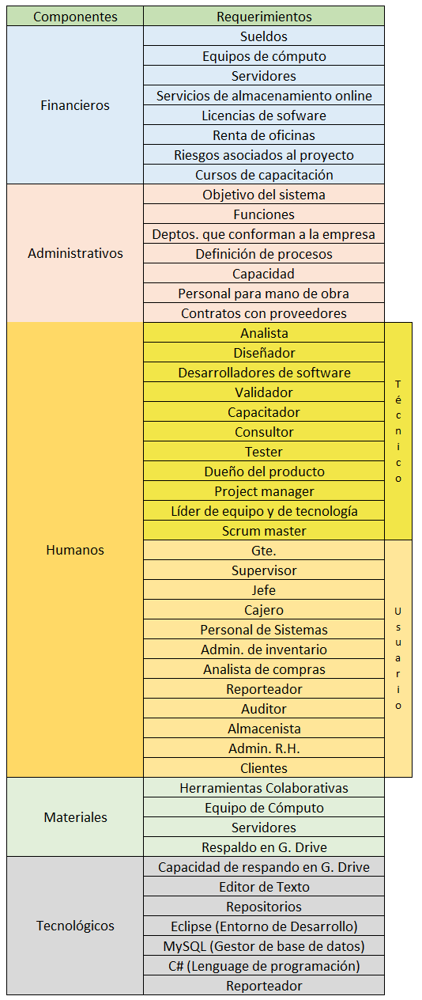 Componentes Requerimientos
Financieros
Sueldos
Equipos de cómputo
Servidores
Servicios de almacenamiento online
Licencias de sofware
Renta de oficinas
Riesgos asociados al proyecto
Cursos de capacitación
Administrativos
Objetivo del sistema
Funciones
Deptos. que conforman a la empresa
Definición de procesos
Capacidad
Personal para mano de obra
Contratos con proveedores
Humanos
Analista
Diseñador
Desarrolladores de software
Validador
Capacitador
Consultor
Tester
Dueño del producto
Project manager
Líder de equipo y de tecnología
Scrum master
Técnico
Gte.
Supervisor
Jefe
Cajero
Personal de Sistemas
Admin. de inventario
Analista de compras
Reporteador
Auditor
Almacenista
Admin. R.H.
Clientes
Usuario
Materiales
Herramientas Colaborativas
Equipo de Cómputo
Servidores
Respaldo en G. Drive
Tecnológicos
Capacidad de respando en G. Drive
Editor de Texto
Repositorios
Eclipse (Entorno de Desarrollo)
MySQL (Gestor de base de datos)
C# (Lenguage de programación)
Reporteador